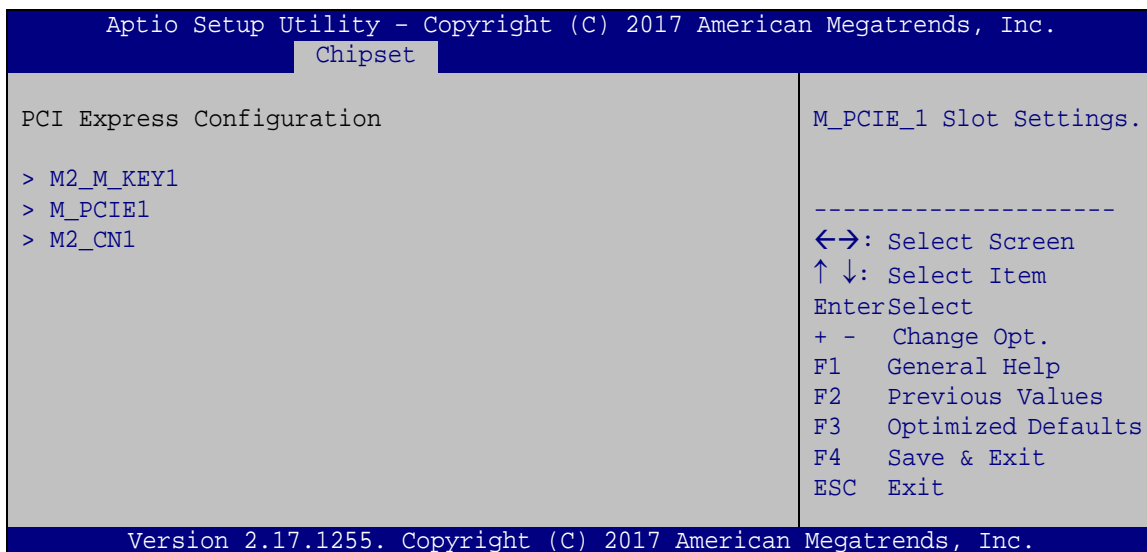 Aptio Setup Utility – Copyright (C) 2017 American Megatrends, Inc.
Chipset
PCI Express Configuration
> M2_M_KEY1
> M_PCIE1
> M2_CN1
M_PCIE_1 Slot Settings.
---------------------
←→: Select Screen
↑ ↓: Select Item
EnterSelect
+ - Change Opt.
F1 General Help
F2 Previous Values
F3 Optimized Defaults
F4 Save & Exit
ESC Exit
Version 2.17.1255. Copyright (C) 2017 American Megatrends, Inc.